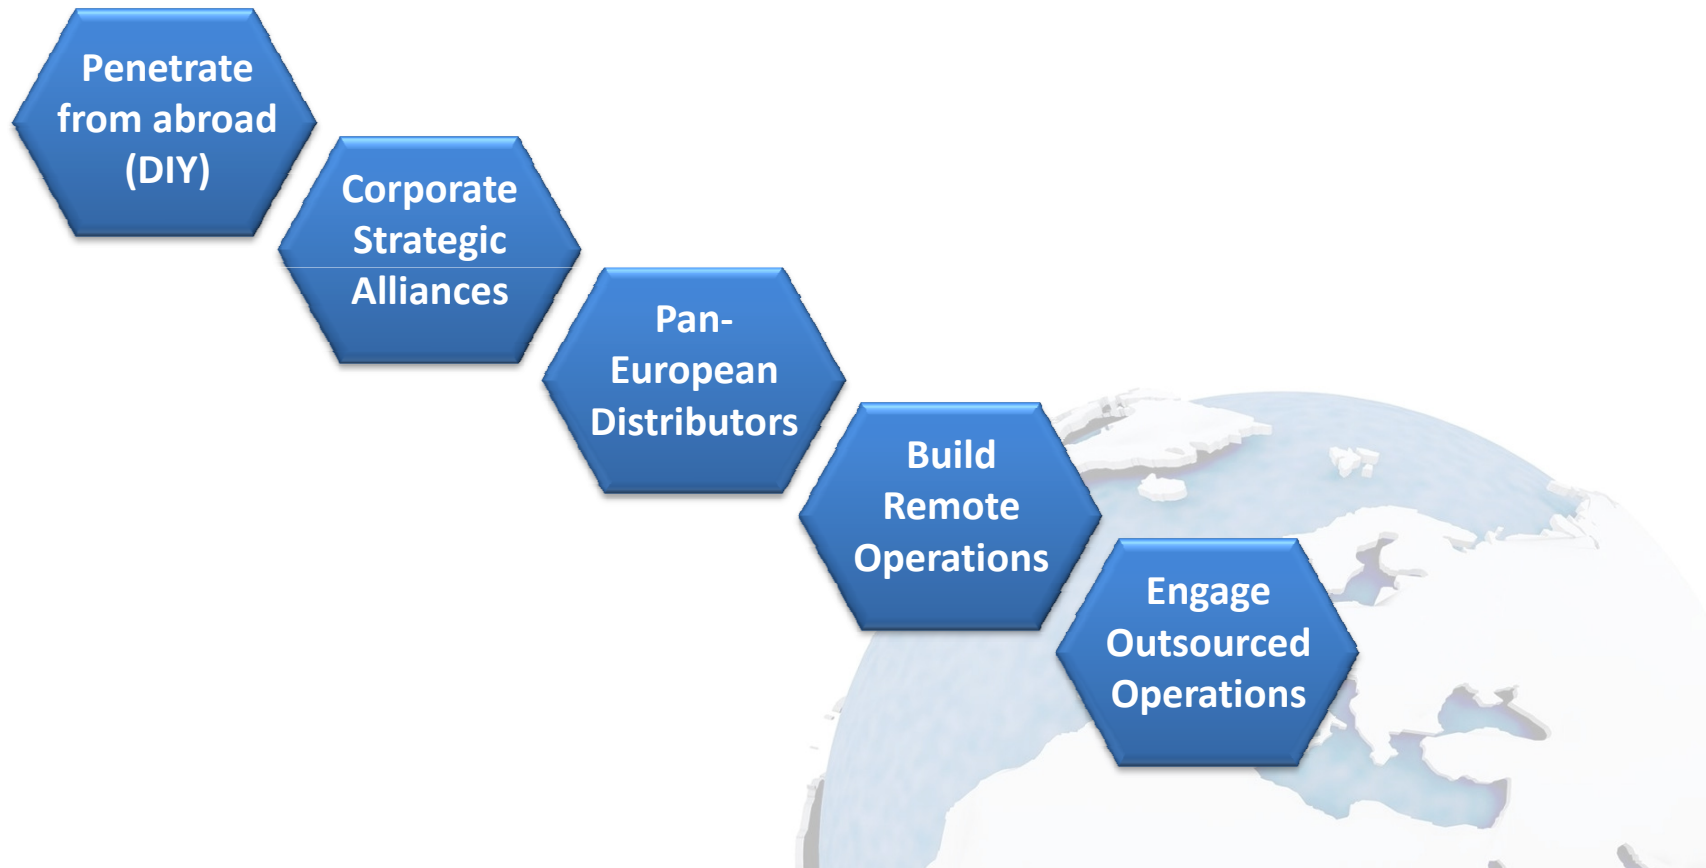 Penetrate
from abroad
(DIY)
Corporate
Strategic
Alliances
Pan-
European
Distributors
Build
Remote
Operations
Engage
Outsourced
Operations